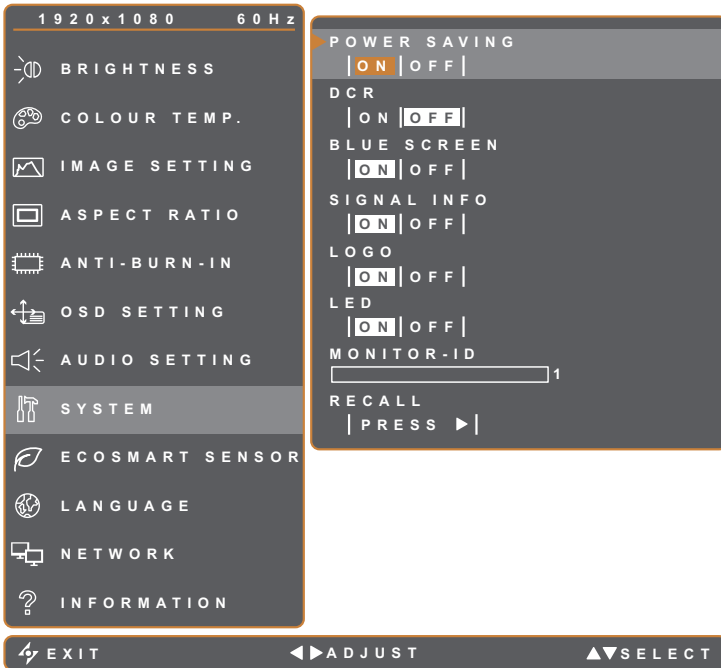 1920x1080 60Hz
BRIGHTNESS
COLOUR TEMP.
IMAGE SETTING
ASPECT RATIO
ANTI-BURN-IN
OSD SETTING
AUDIO SETTING
SYSTEM
ECOSMART SENSOR
LANGUAGE
NETWORK
INFORMATION
POWER SAVING
ON OFF
DCR
ON OFF
BLUE SCREEN
ON OFF
SIGNAL INFO
ON OFF
LOGO
ON OFF
LED
ON OFF
MONITOR-ID
1
RECALL
PRESS ▶
EXIT ◀▶ADJUST ▲▼SELECT